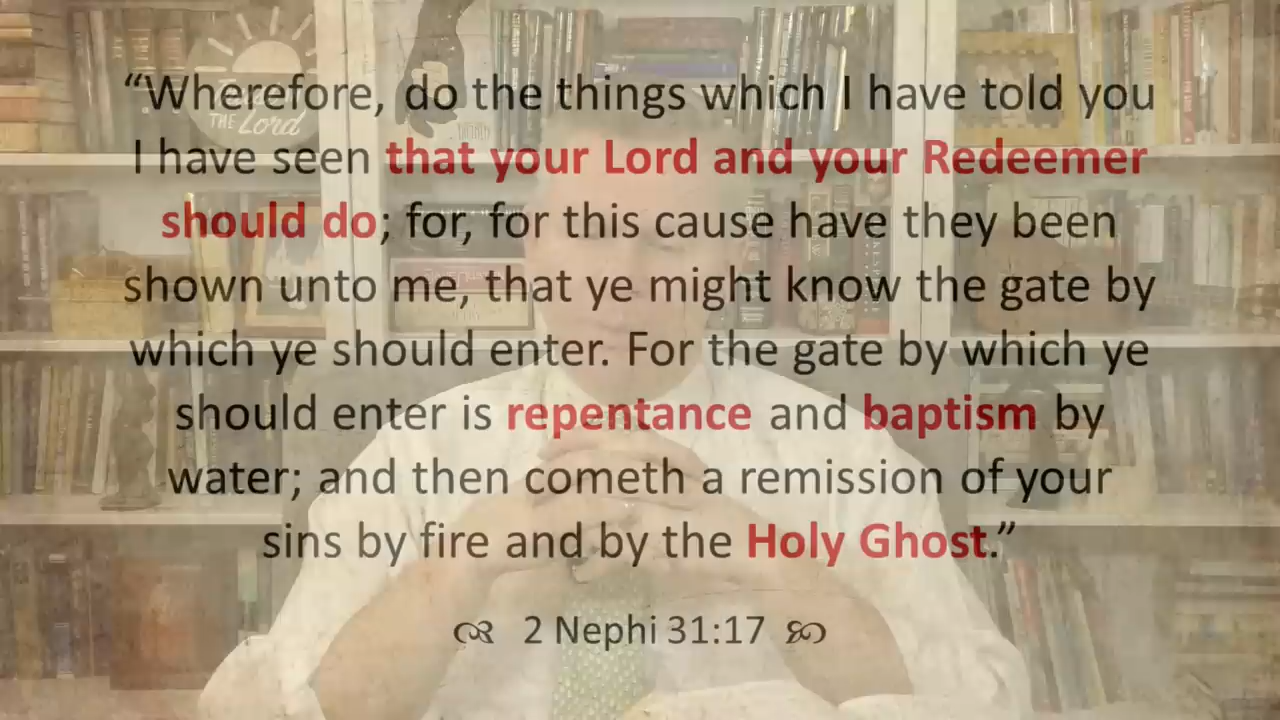 “Wherefore, do the things which I have told you
I have seen that your Lord and your Redeemer
should do; for, for this cause have they been
shown unto me, that ye might know the gate by
which ye should enter. For the gate by which ye
should enter is repentance and baptism by
water; and then cometh a remission of your
sins by fire and by the Holy Ghost.”
2 Nephi 31:17
THE Lord